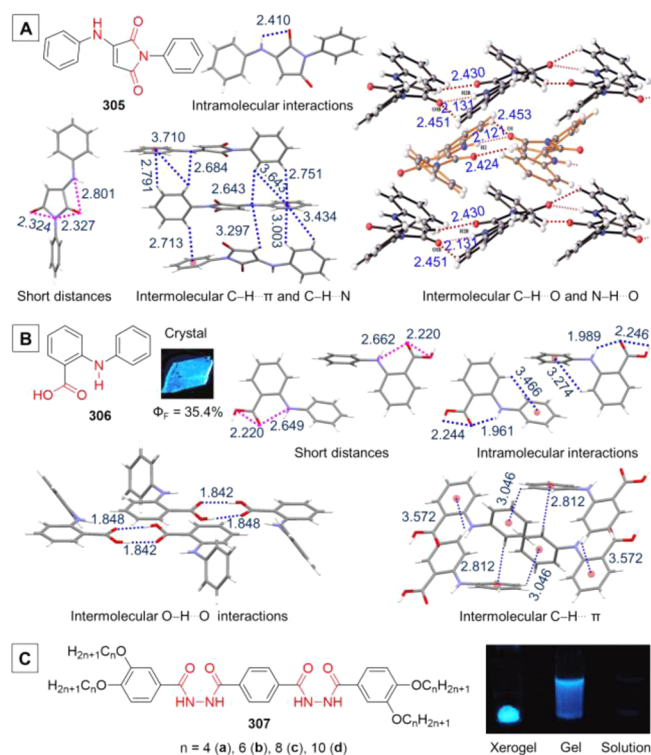 A
H
N
O
N
O
305
2.410
Intramolecular interactions
2.801
2.324
2.327
Short distances
3.710
2.791
2.684
2.643
3.643
2.751
2.713
3.297
3.003
3.434
Intermolecular C–H···π and C–H···N
2.430
2.131
2.451
2.453
2.121
2.424
2.430
2.131
2.451
Intermolecular C–H···O and N–H···O
B
N
H
HO
O
306
Crystal
ΦF = 35.4%
2.662
2.220
2.220
2.649
Short distances
1.989
2.246
3.466
3.274
2.244
1.961
Intramolecular interactions
1.842
1.848
1.848
1.842
Intermolecular O–H···O interactions
3.046
2.812
3.572
3.572
2.812
3.046
Intermolecular C–H···π
C
H2n+1CnO
H2n+1CnO
O
NH-NH
O
O
NH-NH
O
OCnH2n+1
OCnH2n+1
307
n = 4 (a), 6 (b), 8 (c), 10 (d)
Xerogel Gel Solution